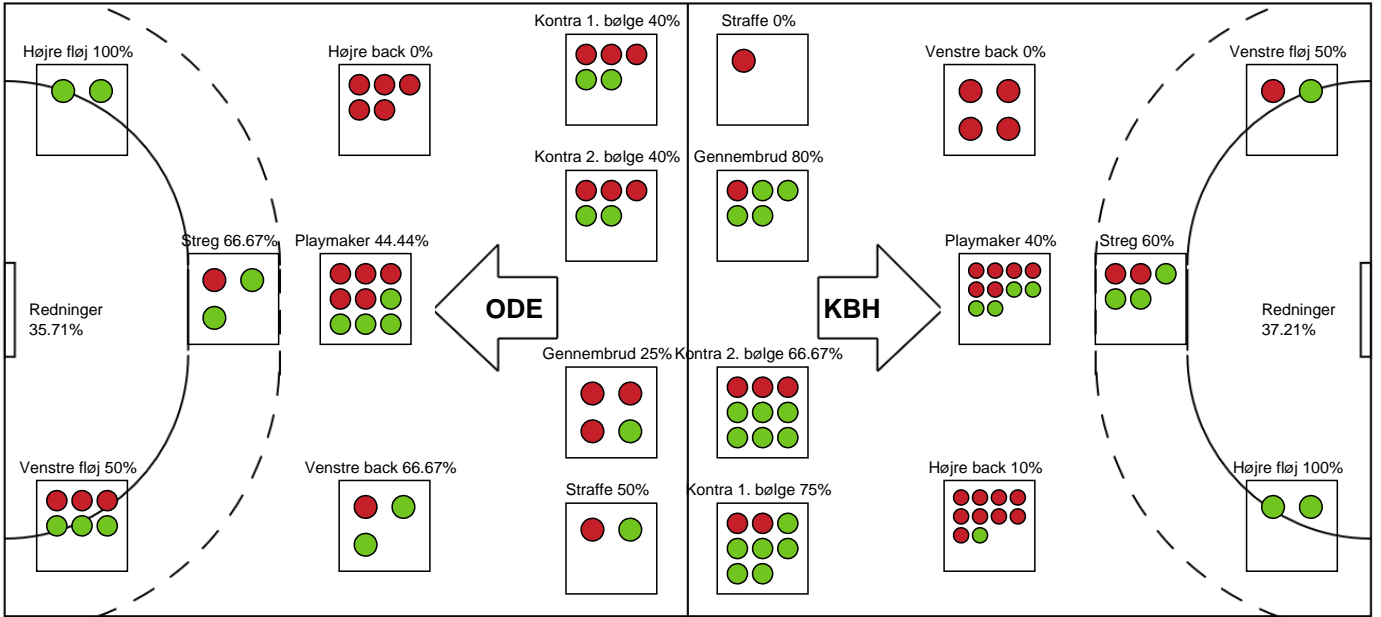 Kontra 1. bølge 40%
Straffe 0%
Højre fløj 100%
Højre back 0%
Venstre back 0%
Venstre fløj 50%
Kontra 2. bølge 40%
Gennembrud 80%
Streg 66.67%
Playmaker 44.44%
Playmaker 40%
Streg 60%
Redninger
35.71%
ODE
KBH
Redninger
37.21%
Gennembrud 25%
Kontra 2. bølge 66.67%
Venstre fløj 50%
Venstre back 66.67%
Højre back 10%
Højre fløj 100%
Straffe 50%
Kontra 1. bølge 75%